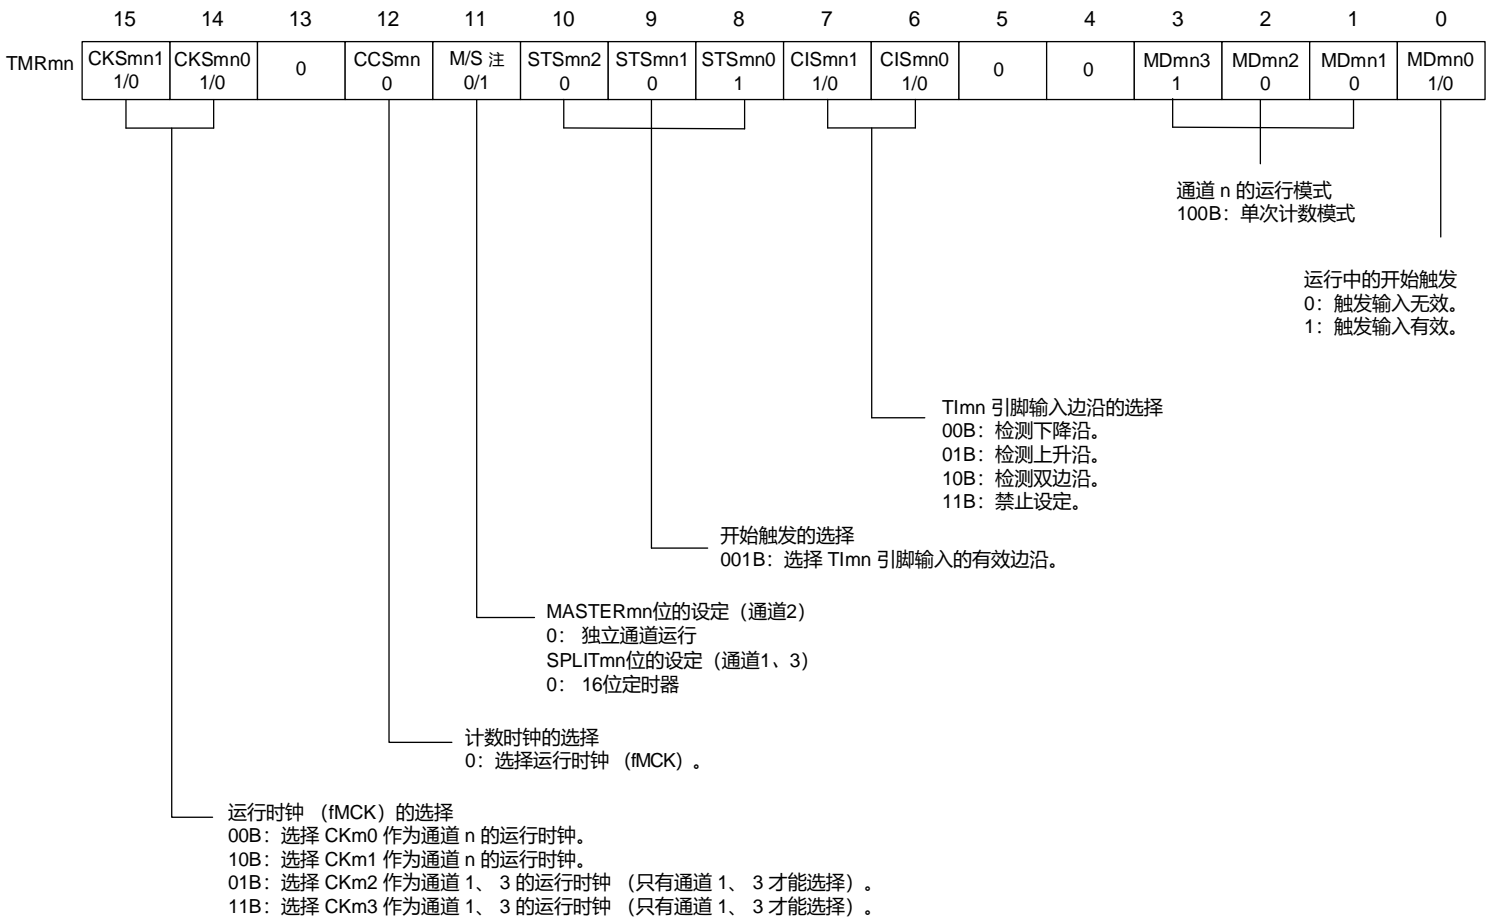 15 14 13 12 11 10 9 8 7 6 5 4 3 2 1 0
TMRmn CKSmn1 CKSmn0 0 CCSmn M/S 注 STSmn2 STSmn1 STSmn0 CISmn1 CISmn0 0 0 MDmn3 MDmn2 MDmn1 MDmn0
1/0 1/0 0 0/1 0 0 1 1/0 1/0 1 0 0 1/0
通道 n 的运行模式
100B：单次计数模式
运行中的开始触发
0：触发输入无效。
1：触发输入有效。
TImn 引脚输入边沿的选择
00B：检测下降沿。
01B：检测上升沿。
10B：检测双边沿。
11B：禁止设定。
开始触发的选择
001B：选择 TImn 引脚输入的有效边沿。
MASTERmn位的设定（通道2）
0： 独立通道运行
SPLITmn位的设定（通道1、3）
0： 16位定时器
计数时钟的选择
0：选择运行时钟 （fMCK）。
运行时钟 （fMCK）的选择
00B：选择 CKm0 作为通道 n 的运行时钟。
10B：选择 CKm1 作为通道 n 的运行时钟。
01B：选择 CKm2 作为通道 1、 3 的运行时钟 （只有通道 1、 3 才能选择）。
11B：选择 CKm3 作为通道 1、 3 的运行时钟 （只有通道 1、 3 才能选择）。